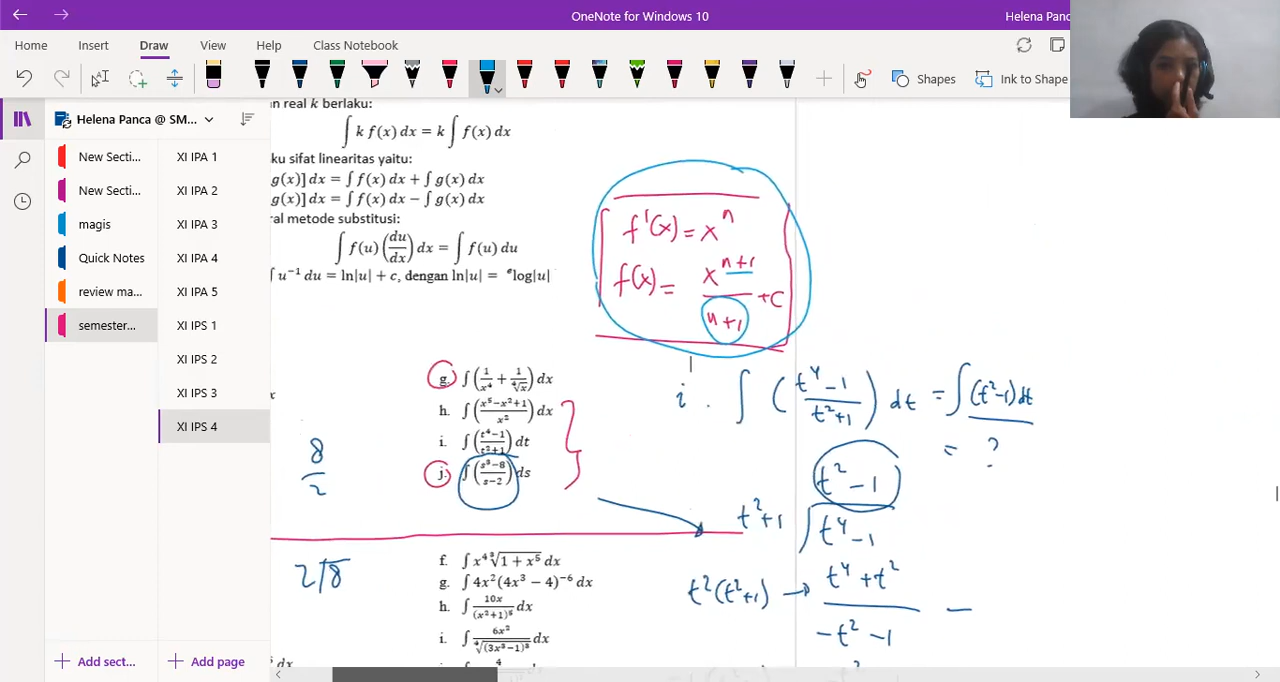 OneNote for Windows 10
Helena Panca
Home Insert Draw View Help Class Notebook
Shapes Ink to Shape
Helena Panca @ SM...
New Secti...
New Secti...
magis
Quick Notes
review ma...
semester...
XI IPA 1
XI IPA 2
XI IPA 3
XI IPA 4
XI IPA 5
XI IPS 1
XI IPS 2
XI IPS 3
XI IPS 4
+ Add sect...
+ Add page
n real k berlaku:
∫ k f(x) dx = k ∫ f(x) dx
ku sifat linearitas yaitu:
g(x)] dx = ∫ f(x) dx + ∫ g(x) dx
g(x)] dx = ∫ f(x) dx − ∫ g(x) dx
al metode substitusi:
∫ f(u) (du/dx) dx = ∫ f(u) du
∫ u⁻¹ du = ln|u| + c, dengan ln|u| = ᵉlog|u|
f'(x) = xⁿ
f(x) = xⁿ⁺¹/(n+1) + C
g. ∫(1/x⁴ + 1/∜x) dx
h. ∫((x⁵−x²+1)/x²) dx
i. ∫((t⁴−1)/(t²+1)) dt
j. ∫((s³−8)/(s−2)) ds
8/2
2 8
i. ∫((t⁴−1)/(t²+1)) dt = ∫(t²−1) dt
= ?
t²−1
t²+1 t⁴−1
t²(t²+1) → t⁴+t²
−
−t²−1
f. ∫ x⁴ ∛(1 + x⁵) dx
g. ∫ 4x²(4x³ − 4)⁻⁶ dx
h. ∫ 10x/(x²+1)⁵ dx
i. ∫ 6x²/∜((3x³−1)³) dx